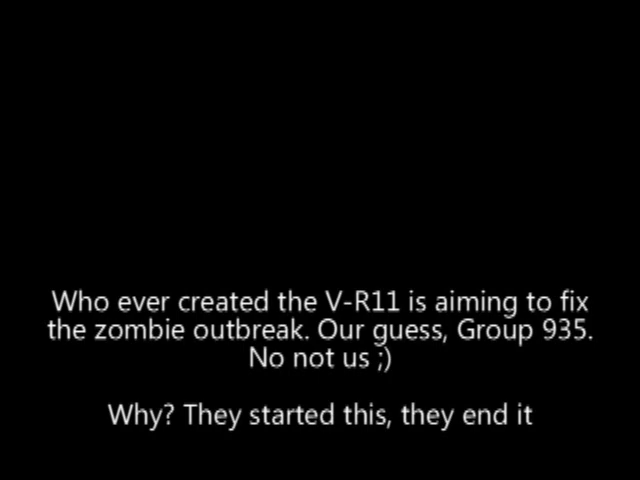 Who ever created the V-R11 is aiming to fix
the zombie outbreak. Our guess, Group 935.
No not us ;)
Why? They started this, they end it